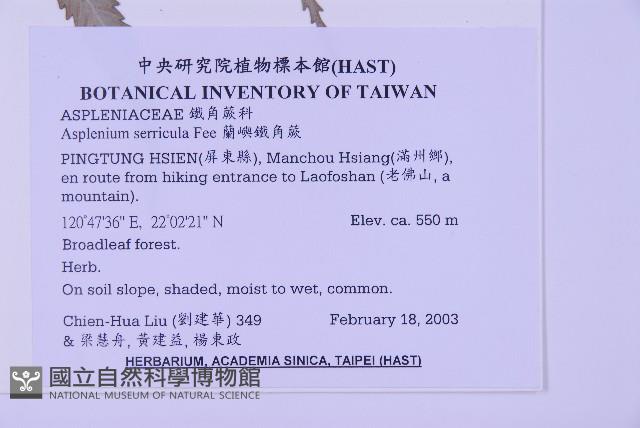 中央研究院植物標本館(HAST)
BOTANICAL INVENTORY OF TAIWAN
ASPLENIACEAE 鐵角蕨科
Asplenium serricula Fee 蘭嶼鐵角蕨
PINGTUNG HSIEN(屏東縣), Manchou Hsiang(滿州鄉),
en route from hiking entrance to Laofoshan (老佛山, a
mountain).
120°47'36" E, 22°02'21" N Elev. ca. 550 m
Broadleaf forest.
Herb.
On soil slope, shaded, moist to wet, common.
Chien-Hua Liu (劉建華) 349 February 18, 2003
& 梁慧舟, 黃建益, 楊東政
HERBARIUM, ACADEMIA SINICA, TAIPEI (HAST)
國立自然科學博物館
NATIONAL MUSEUM OF NATURAL SCIENCE